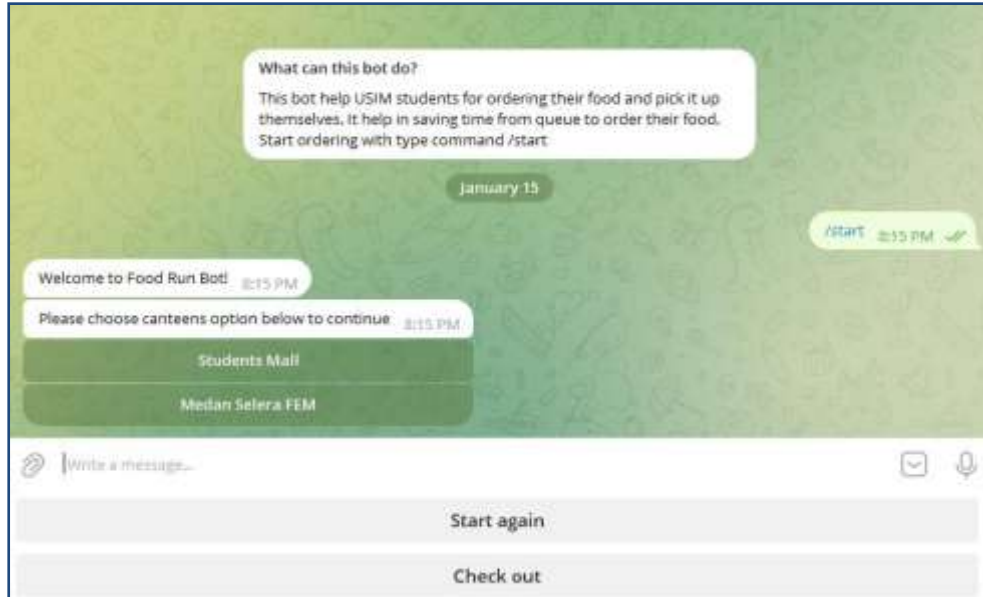 What can this bot do?
This bot help USIM students for ordering their food and pick it up
themselves. It help in saving time from queue to order their food.
Start ordering with type command /start
January 15
/start 8:15 PM
Welcome to Food Run Bot! 8:15 PM
Please choose canteens option below to continue 8:15 PM
Students Mall
Medan Selera FEM
Write a message...
Start again
Check out